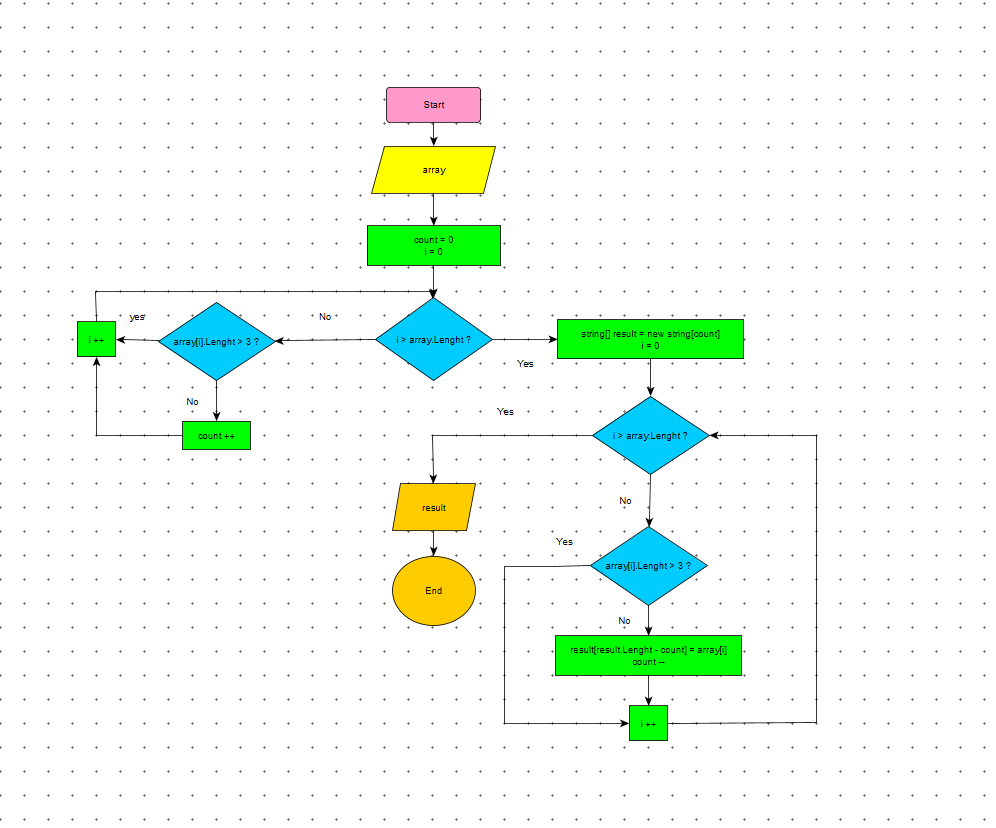 Start
array
count = 0
i = 0
yes
No
i ++
array[i].Lenght > 3 ?
i > array.Lenght ?
string[] result = new string[count]
i = 0
Yes
No
count ++
Yes
i > array.Lenght ?
No
result
Yes
array[i].Lenght > 3 ?
End
No
result[result.Lenght - count] = array[i]
count --
i ++